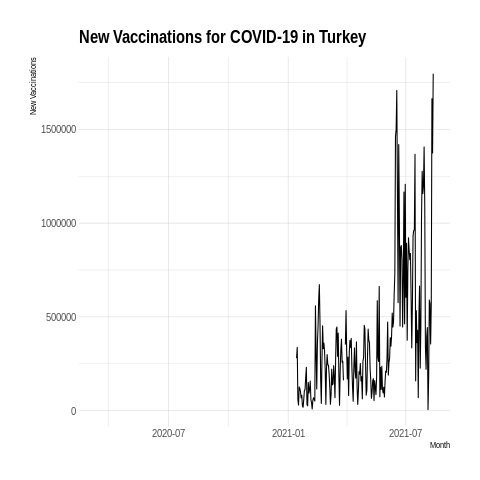 New Vaccinations for COVID-19 in Turkey
New Vaccinations
1500000
1000000
500000
0
2020-07 2021-01 2021-07
Month